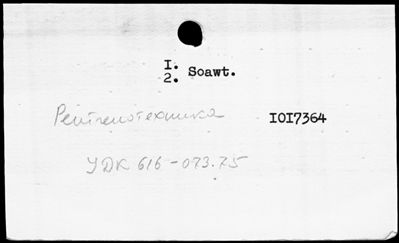 I.
2. Soawt.
Рентгенотехника IOI7364
УДК 616-073.75